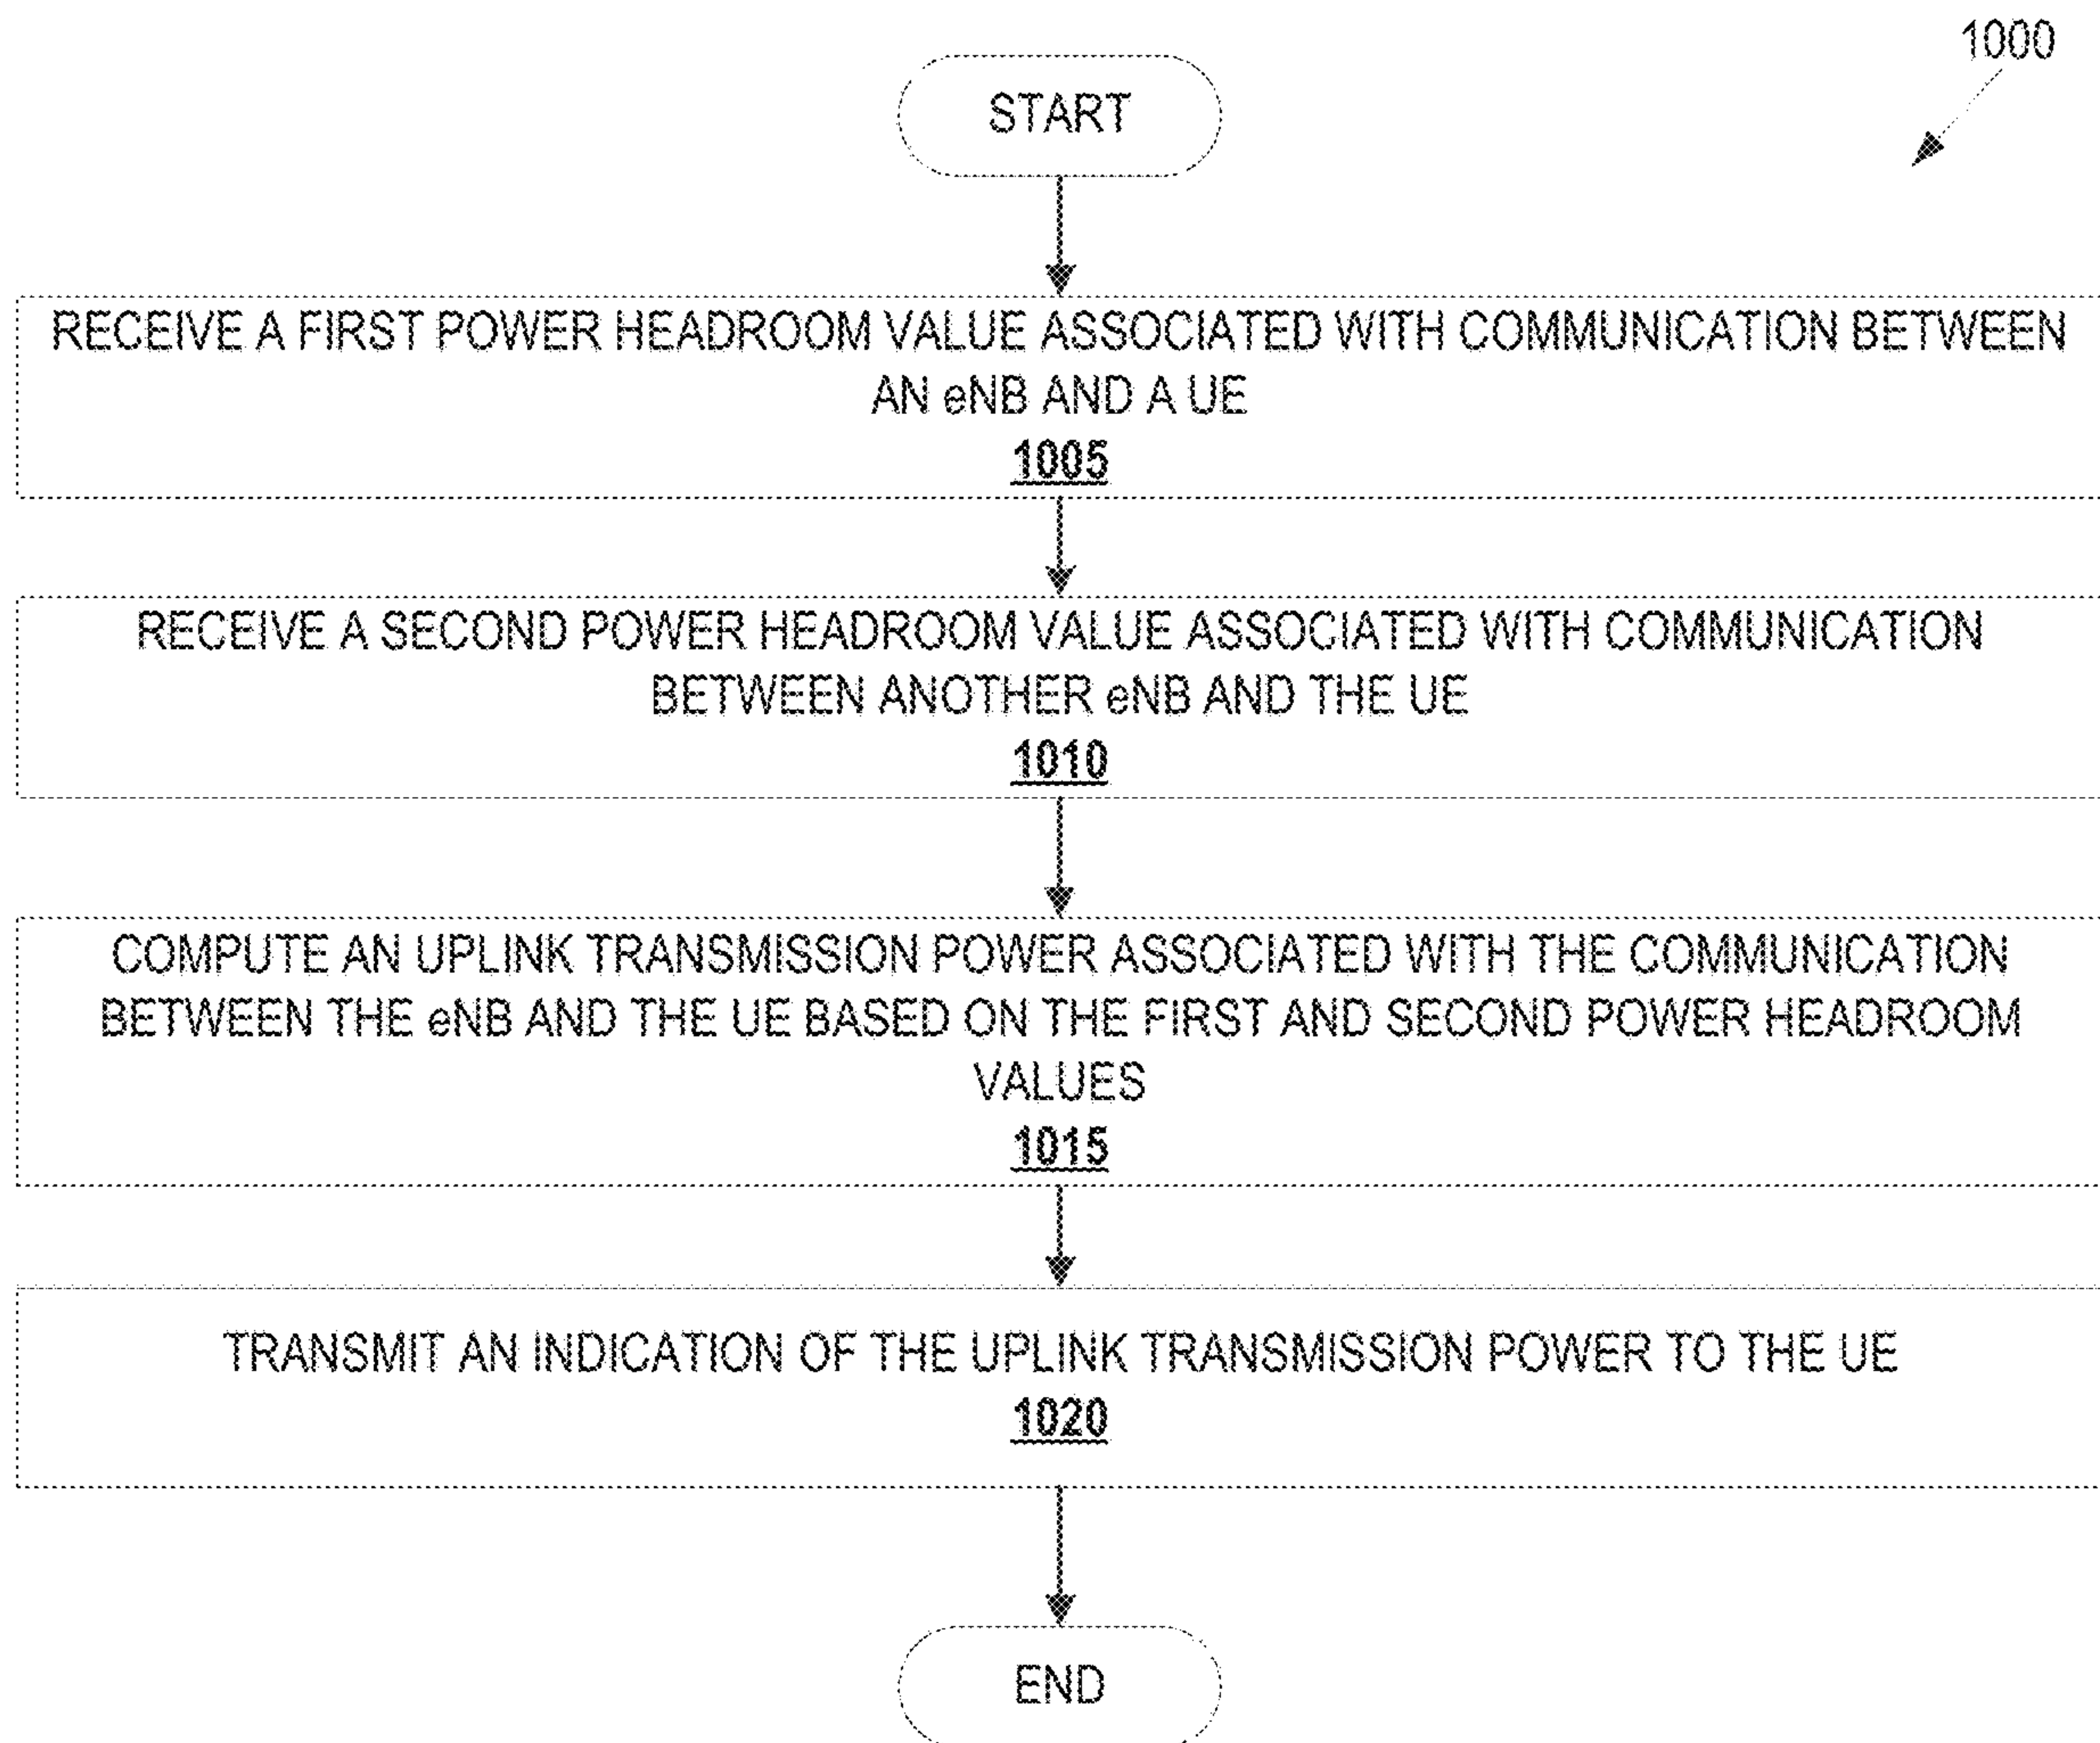 1000
START
RECEIVE A FIRST POWER HEADROOM VALUE ASSOCIATED WITH COMMUNICATION BETWEEN
AN eNB AND A UE
1005
RECEIVE A SECOND POWER HEADROOM VALUE ASSOCIATED WITH COMMUNICATION
BETWEEN ANOTHER eNB AND THE UE
1010
COMPUTE AN UPLINK TRANSMISSION POWER ASSOCIATED WITH THE COMMUNICATION
BETWEEN THE eNB AND THE UE BASED ON THE FIRST AND SECOND POWER HEADROOM
VALUES
1015
TRANSMIT AN INDICATION OF THE UPLINK TRANSMISSION POWER TO THE UE
1020
END